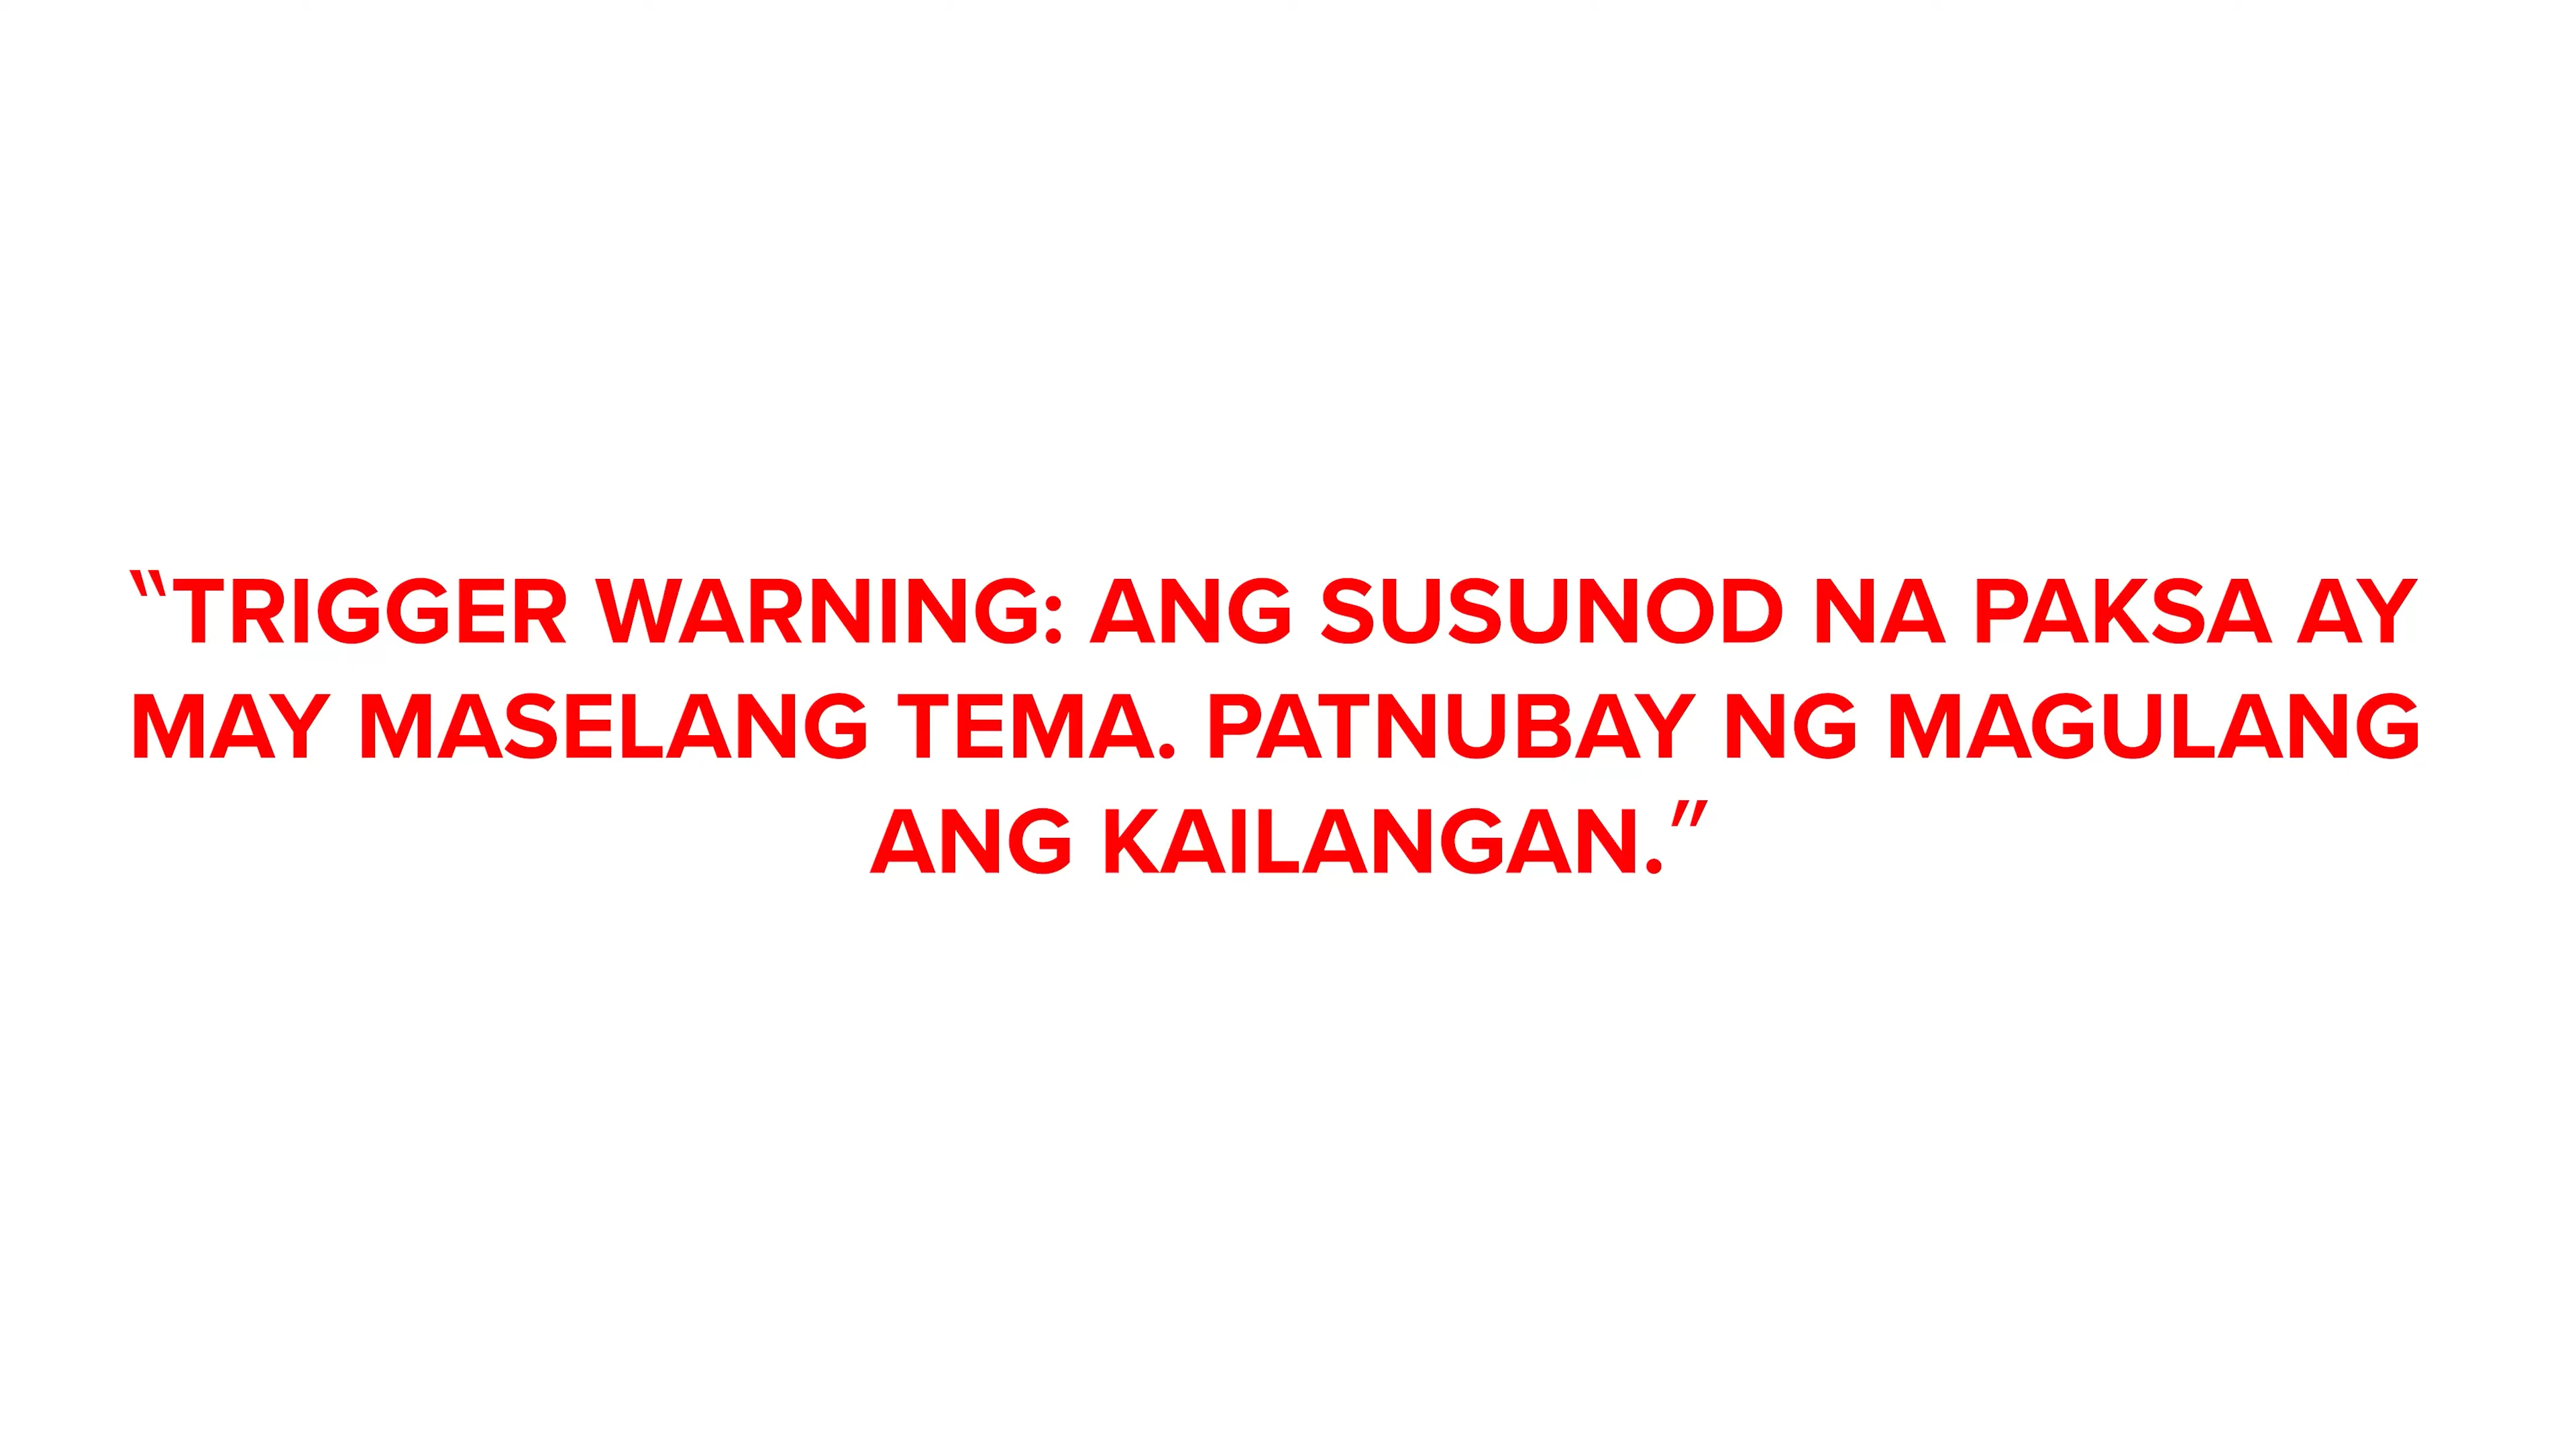 “TRIGGER WARNING: ANG SUSUNOD NA PAKSA AY
MAY MASELANG TEMA. PATNUBAY NG MAGULANG
ANG KAILANGAN.”